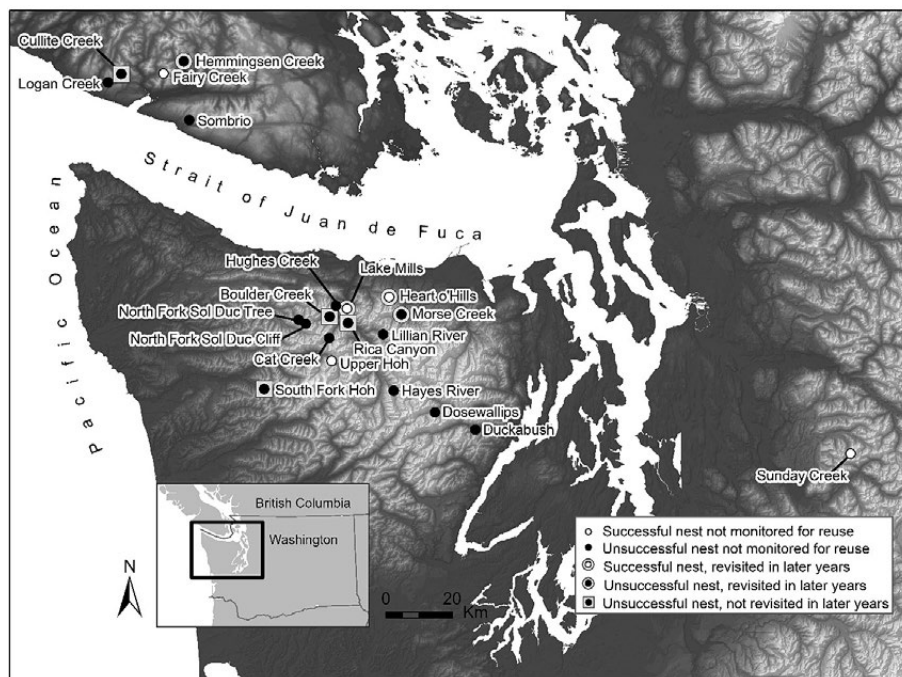 Cullite Creek
Hemmingsen Creek
Fairy Creek
Logan Creek
Sombrio
Strait of Juan de Fuca
Pacific Ocean
Hughes Creek
Lake Mills
Boulder Creek
Heart o'Hills
North Fork Sol Duc Tree
Morse Creek
North Fork Sol Duc Cliff
Lillian River
Rica Canyon
Cat Creek
Upper Hoh
South Fork Hoh
Hayes River
Dosewallips
Duckabush
Sunday Creek
British Columbia
Washington
N
0 20
Km
Successful nest not monitored for reuse
Unsuccessful nest not monitored for reuse
Successful nest, revisited in later years
Unsuccessful nest, revisited in later years
Unsuccessful nest, not revisited in later years